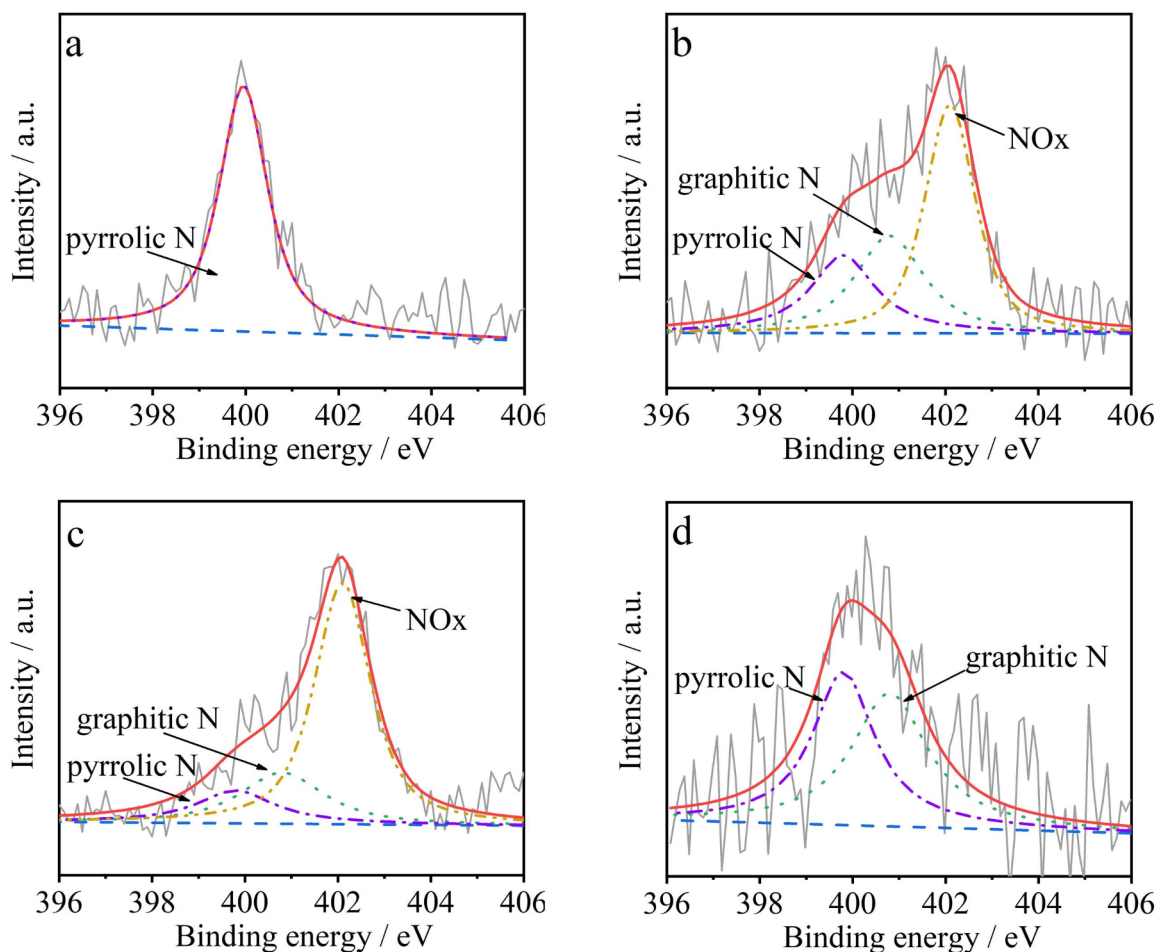 a
pyrrolic N
Intensity / a.u.
396 398 400 402 404 406
Binding energy / eV
b
NOx
graphitic N
pyrrolic N
Intensity / a.u.
396 398 400 402 404 406
Binding energy / eV
c
NOx
graphitic N
pyrrolic N
Intensity / a.u.
396 398 400 402 404 406
Binding energy / eV
d
pyrrolic N
graphitic N
Intensity / a.u.
396 398 400 402 404 406
Binding energy / eV